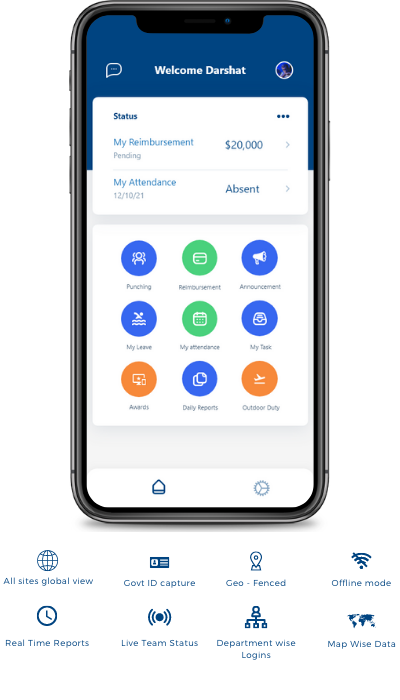 Welcome Darshat
Status
My Reimbursement $20,000
Pending
My Attendance Absent
12/10/21
Punching Reimbursement Announcement
My Leave My attendance My Task
Awards Daily Reports Outdoor Duty
All sites global view Govt ID capture Geo - Fenced Offline mode
Real Time Reports Live Team Status Department wise Map Wise Data
Logins